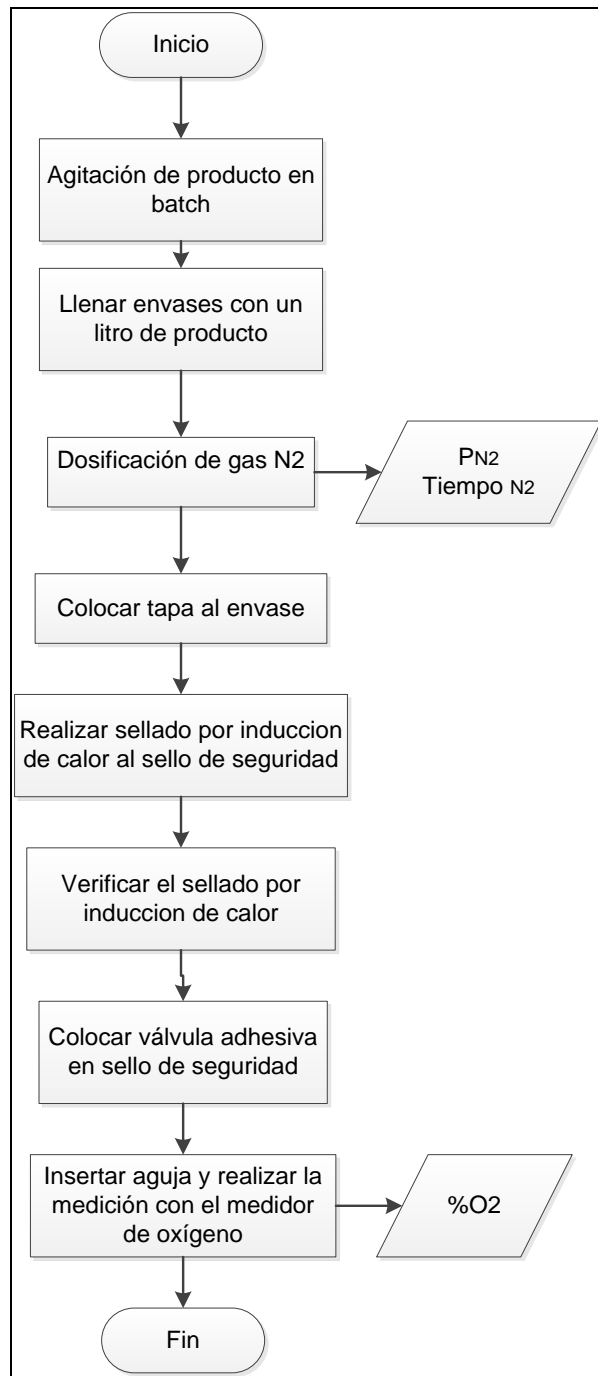 Inicio
Agitación de producto en
batch
Llenar envases con un
litro de producto
Dosificación de gas N2
PN2
Tiempo N2
Colocar tapa al envase
Realizar sellado por induccion
de calor al sello de seguridad
Verificar el sellado por
induccion de calor
Colocar válvula adhesiva
en sello de seguridad
Insertar aguja y realizar la
medición con el medidor
de oxígeno
%O2
Fin